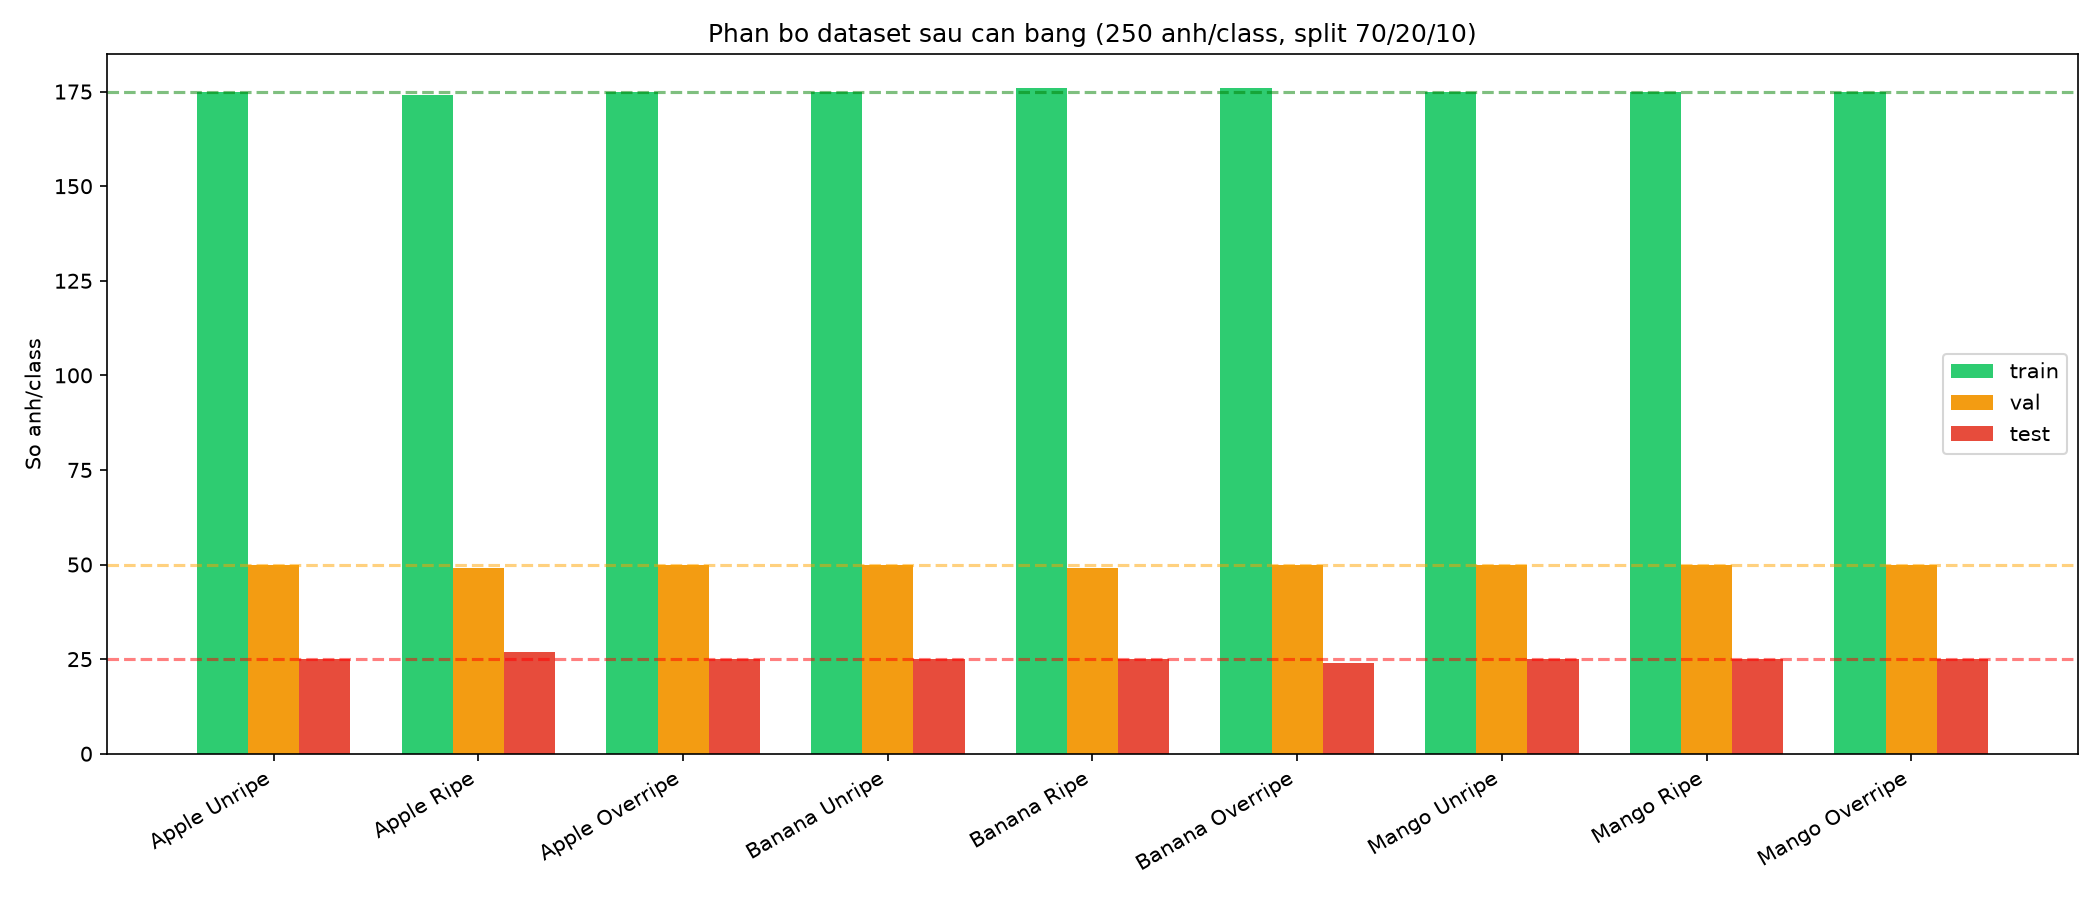 Phan bo dataset sau can bang (250 anh/class, split 70/20/10)
So anh/class
175
150
125
100
75
50
25
0
train
val
test
Apple Unripe
Apple Ripe
Apple Overripe
Banana Unripe
Banana Ripe
Banana Overripe
Mango Unripe
Mango Ripe
Mango Overripe